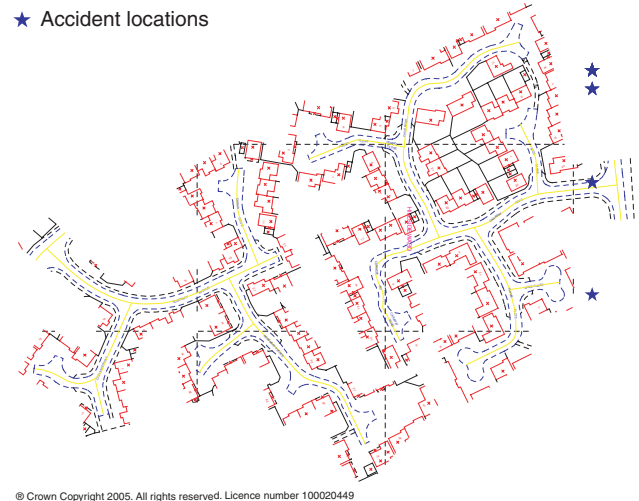 Accident locations
® Crown Copyright 2005. All rights reserved. Licence number 100020449